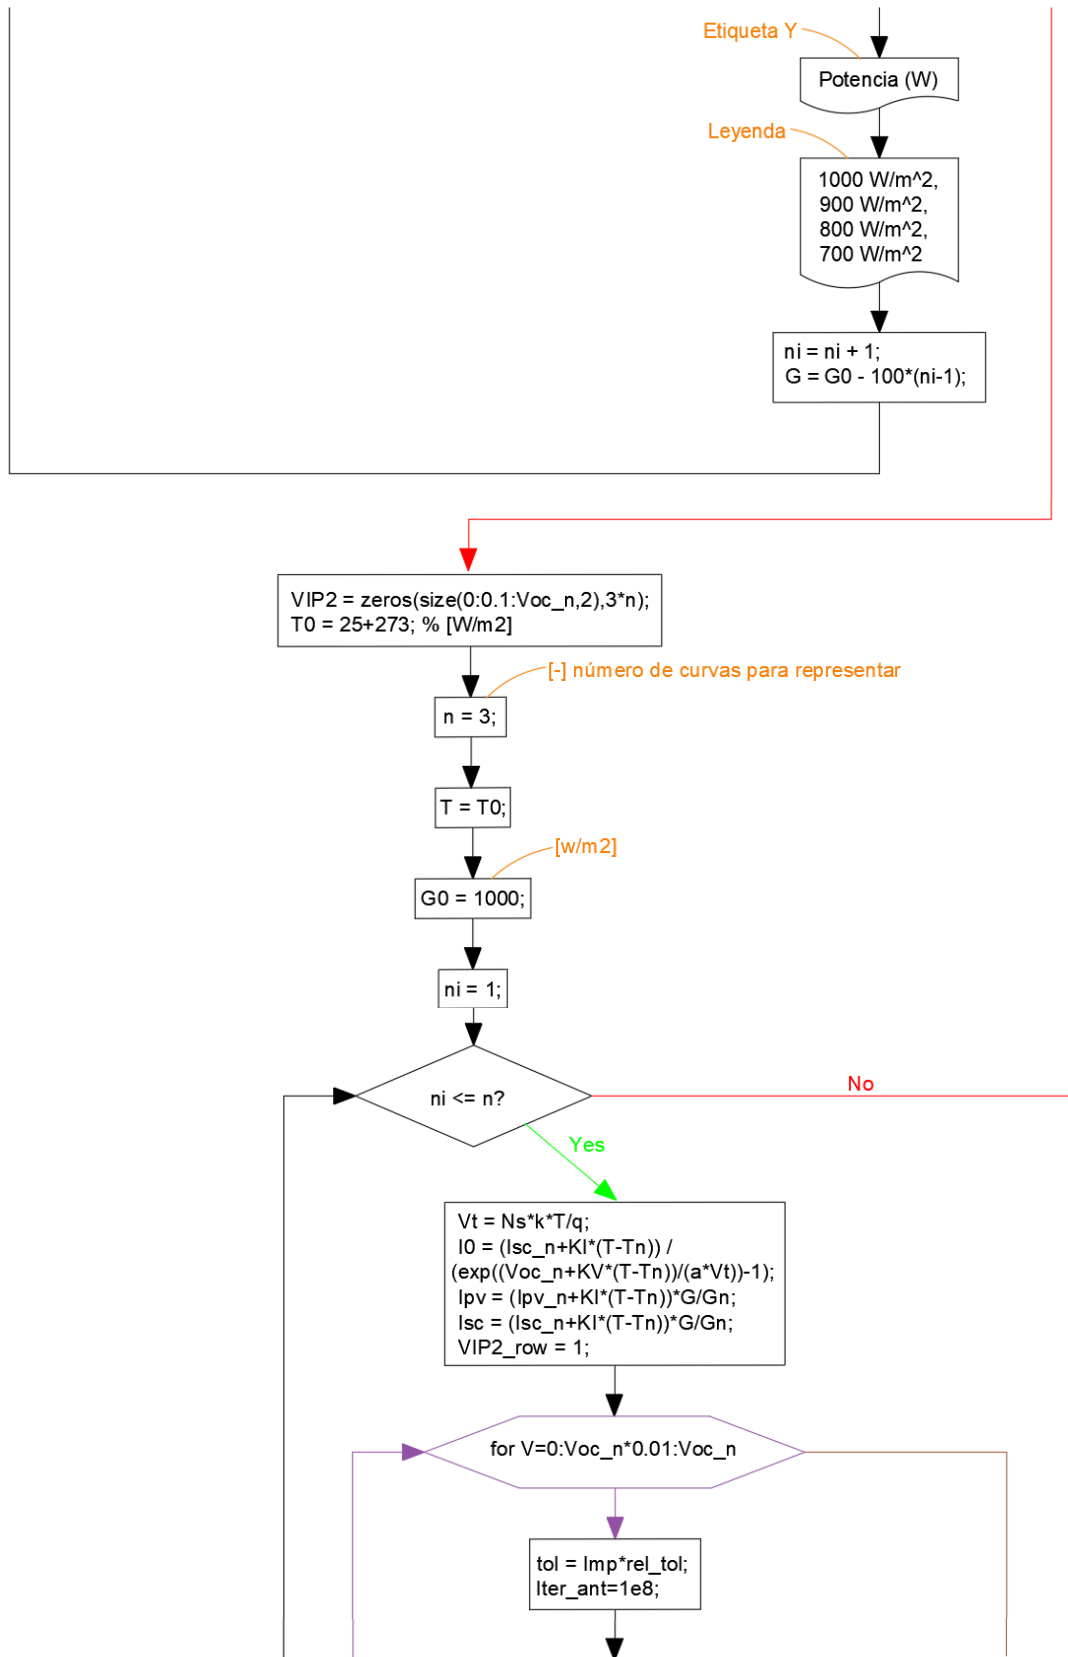 Etiqueta Y
Potencia (W)
Leyenda
1000 W/m^2,
900 W/m^2,
800 W/m^2,
700 W/m^2
ni = ni + 1;
G = G0 - 100*(ni-1);
VIP2 = zeros(size(0:0.1:Voc_n,2),3*n);
T0 = 25+273; % [W/m2]
[-] número de curvas para representar
n = 3;
T = T0;
[w/m2]
G0 = 1000;
ni = 1;
ni <= n?
No
Yes
Vt = Ns*k*T/q;
I0 = (Isc_n+KI*(T-Tn)) /
(exp((Voc_n+KV*(T-Tn))/(a*Vt))-1);
Ipv = (Ipv_n+KI*(T-Tn))*G/Gn;
Isc = (Isc_n+KI*(T-Tn))*G/Gn;
VIP2_row = 1;
for V=0:Voc_n*0.01:Voc_n
tol = Imp*rel_tol;
Iter_ant=1e8;